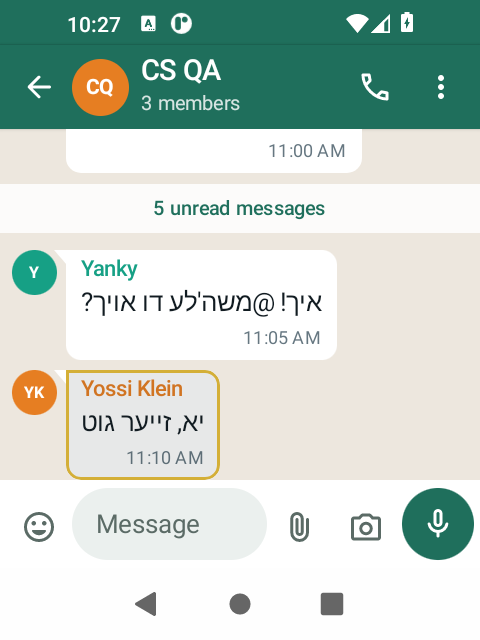 10:27
CQ
CS QA
3 members
11:00 AM
5 unread messages
Y
Yanky
איך! @משה'לע דו אויך?
11:05 AM
YK
Yossi Klein
יא, זייער גוט
11:10 AM
Message